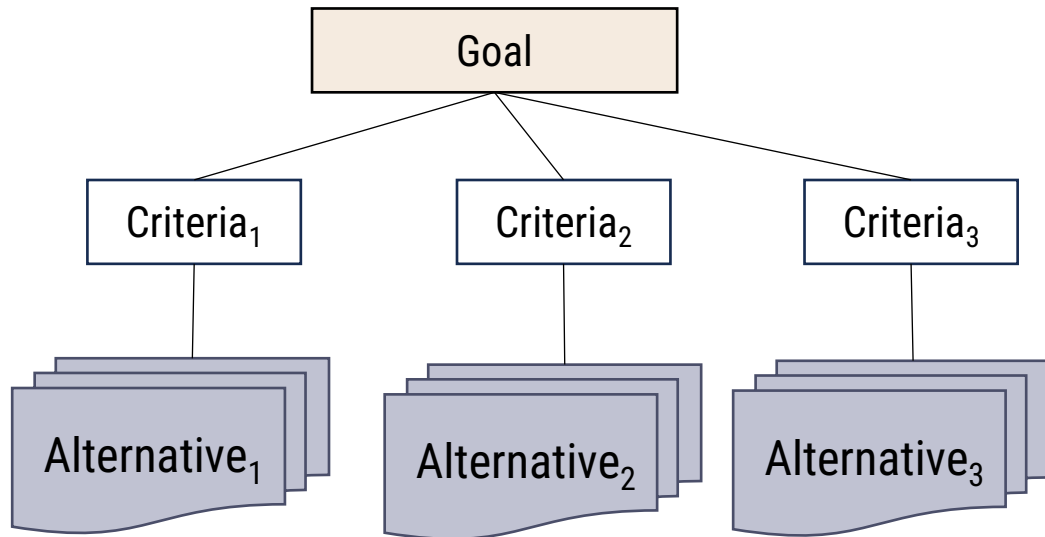 Goal
Criteria₁
Criteria₂
Criteria₃
Alternative₁
Alternative₂
Alternative₃